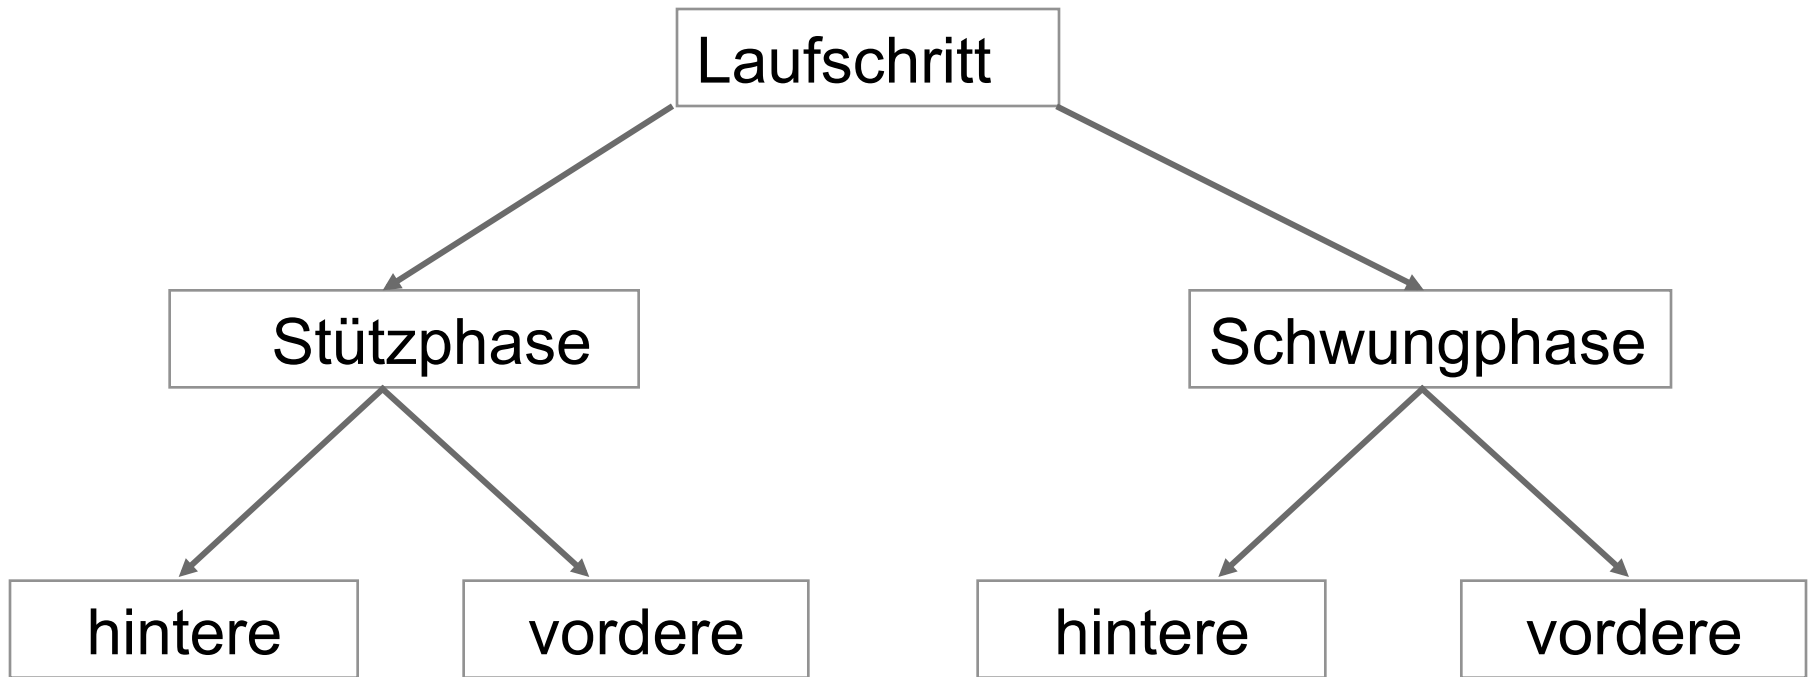 Laufschritt
Stützphase
Schwungphase
hintere
vordere
hintere
vordere